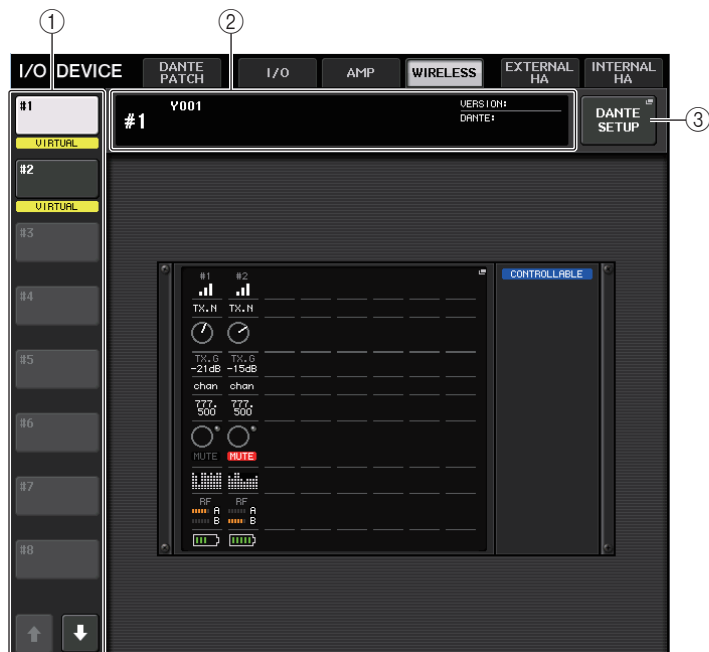 ① ②
I/O DEVICE DANTE PATCH I/O AMP WIRELESS EXTERNAL HA INTERNAL HA
#1
VIRTUAL
#1 Y001 VERSION:
DANTE:
DANTE SETUP ③
#2
VIRTUAL
#3
#4
#5
#6
#7
#8
#1 #2 CONTROLLABLE
TX.N TX.N
TX.G TX.G
-21dB -15dB
chan chan
777. 777.
500 500
MUTE MUTE
RF RF
A A
B B